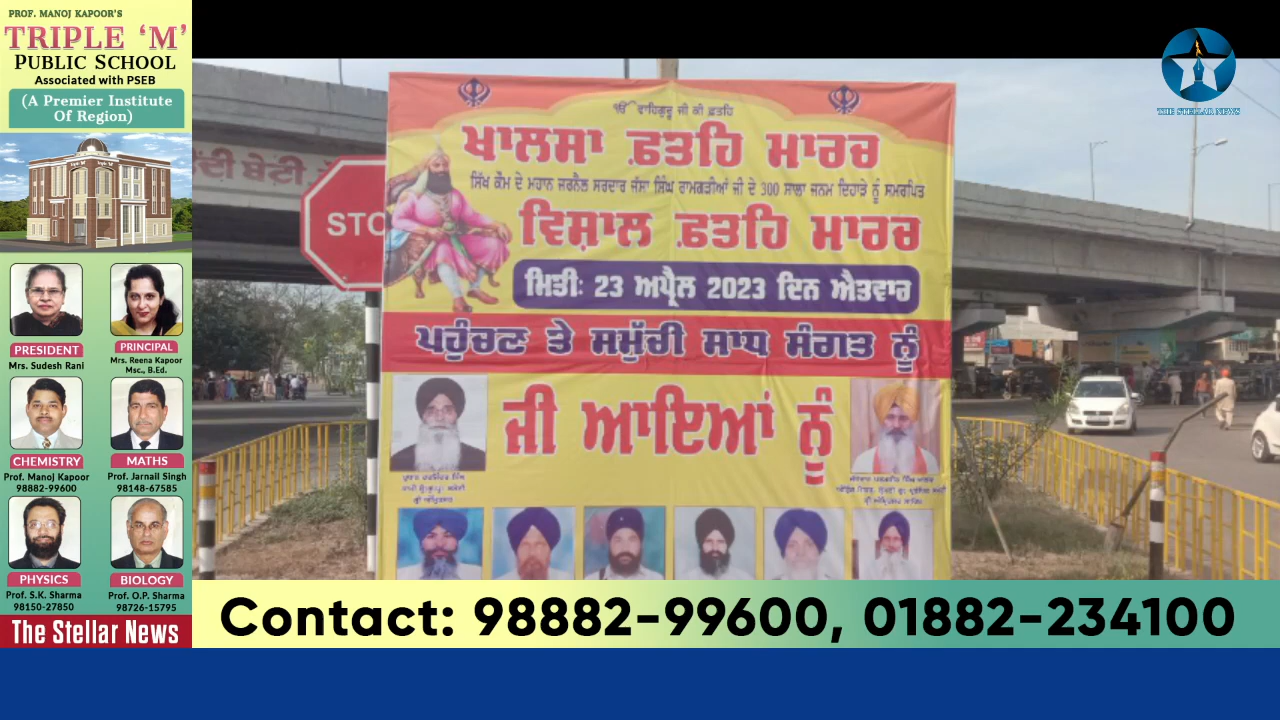 PROF. MANOJ KAPOOR'S
TRIPLE ‘M’
PUBLIC SCHOOL
Associated with PSEB
(A Premier Institute
Of Region)
PRESIDENT
Mrs. Sudesh Rani
PRINCIPAL
Mrs. Reena Kapoor
Msc., B.Ed.
CHEMISTRY
Prof. Manoj Kapoor
98882-99600
MATHS
Prof. Jarnail Singh
98148-67585
PHYSICS
Prof. S.K. Sharma
98150-27850
BIOLOGY
Prof. O.P. Sharma
98726-15795
The Stellar News
THE STELLAR NEWS
STO
ੴ ਵਾਹਿਗੁਰੂ ਜੀ ਕੀ ਫ਼ਤਹਿ
ਖਾਲਸਾ ਫ਼ਤਹਿ ਮਾਰਚ
ਸਿੱਖ ਕੌਮ ਦੇ ਮਹਾਨ ਜਰਨੈਲ ਸਰਦਾਰ ਜੱਸਾ ਸਿੰਘ ਰਾਮਗੜੀਆਂ ਜੀ ਦੇ 300 ਸਾਲਾ ਜਨਮ ਦਿਹਾੜੇ ਨੂੰ ਸਮਰਪਿਤ
ਵਿਸ਼ਾਲ ਫ਼ਤਹਿ ਮਾਰਚ
ਮਿਤੀ: 23 ਅਪ੍ਰੈਲ 2023 ਦਿਨ ਐਤਵਾਰ
ਪਹੁੰਚਣ ਤੇ ਸਮੁੱਚੀ ਸਾਧ ਸੰਗਤ ਨੂੰ
ਜੀ ਆਇਆਂ ਨੂੰ
Contact: 98882-99600, 01882-234100